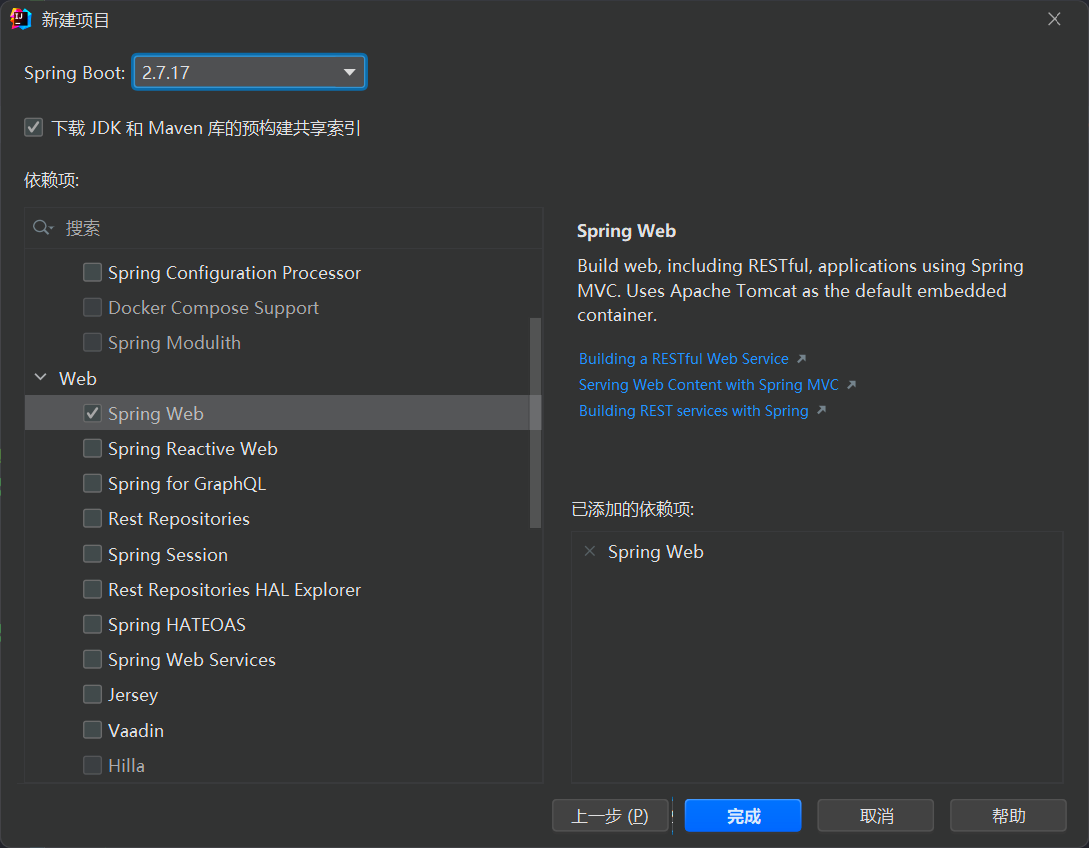 新建项目
Spring Boot: 2.7.17
下载 JDK 和 Maven 库的预构建共享索引
依赖项:
搜索
Spring Configuration Processor
Docker Compose Support
Spring Modulith
Web
Spring Web
Spring Reactive Web
Spring for GraphQL
Rest Repositories
Spring Session
Rest Repositories HAL Explorer
Spring HATEOAS
Spring Web Services
Jersey
Vaadin
Hilla
Spring Web
Build web, including RESTful, applications using Spring
MVC. Uses Apache Tomcat as the default embedded
container.
Building a RESTful Web Service
Serving Web Content with Spring MVC
Building REST services with Spring
已添加的依赖项:
Spring Web
上一步 (P)
完成
取消
帮助